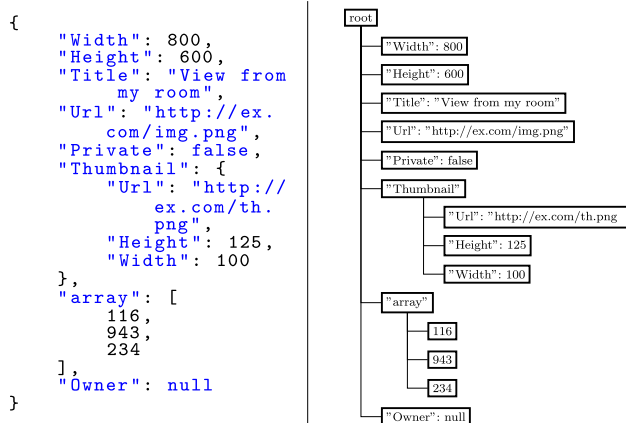 {
"Width": 800,
"Height": 600,
"Title": "View from
my room",
"Url": "http://ex.
com/img.png",
"Private": false,
"Thumbnail": {
"Url": "http://
ex.com/th.
png",
"Height": 125,
"Width": 100
},
"array": [
116,
943,
234
],
"Owner": null
}
root
"Width": 800
"Height": 600
"Title": "View from my room"
"Url": "http://ex.com/img.png"
"Private": false
"Thumbnail"
"Url": "http://ex.com/th.png
"Height": 125
"Width": 100
"array"
116
943
234
"Owner": null